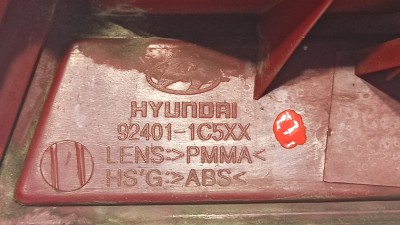 HYUNDAI
92401-1C5XX
LENS:>PMMA<
HS'G:>ABS<